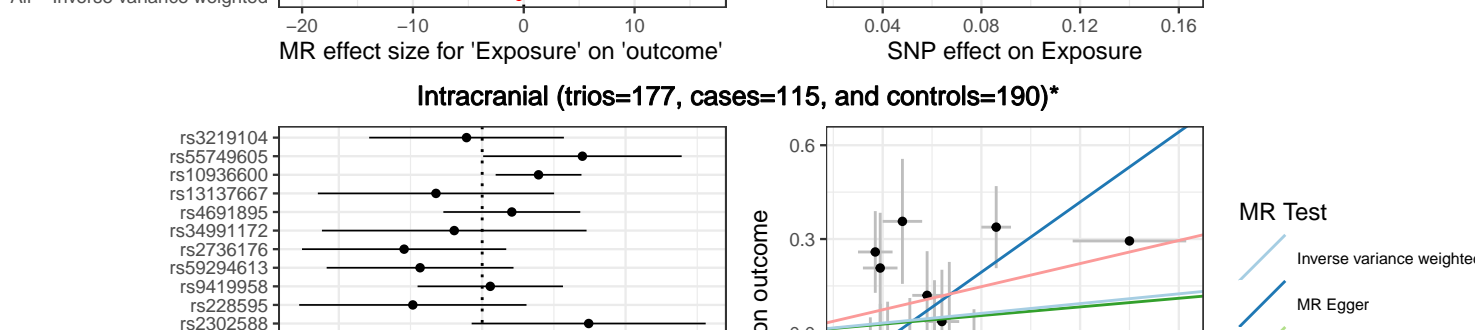 All − Inverse variance weighted
−10 0 10
MR effect size for 'Exposure' on 'outcome'
0.04 0.08 0.12 0.16
SNP effect on Exposure
Intracranial (trios=177, cases=115, and controls=190)*
rs3219104
rs55749605
rs10936600
rs13137667
rs4691895
rs34991172
rs2736176
rs59294613
rs9419958
rs228595
rs2302588
0.6
0.3
0.0
on outcome
MR Test
Inverse variance weighted
MR Egger